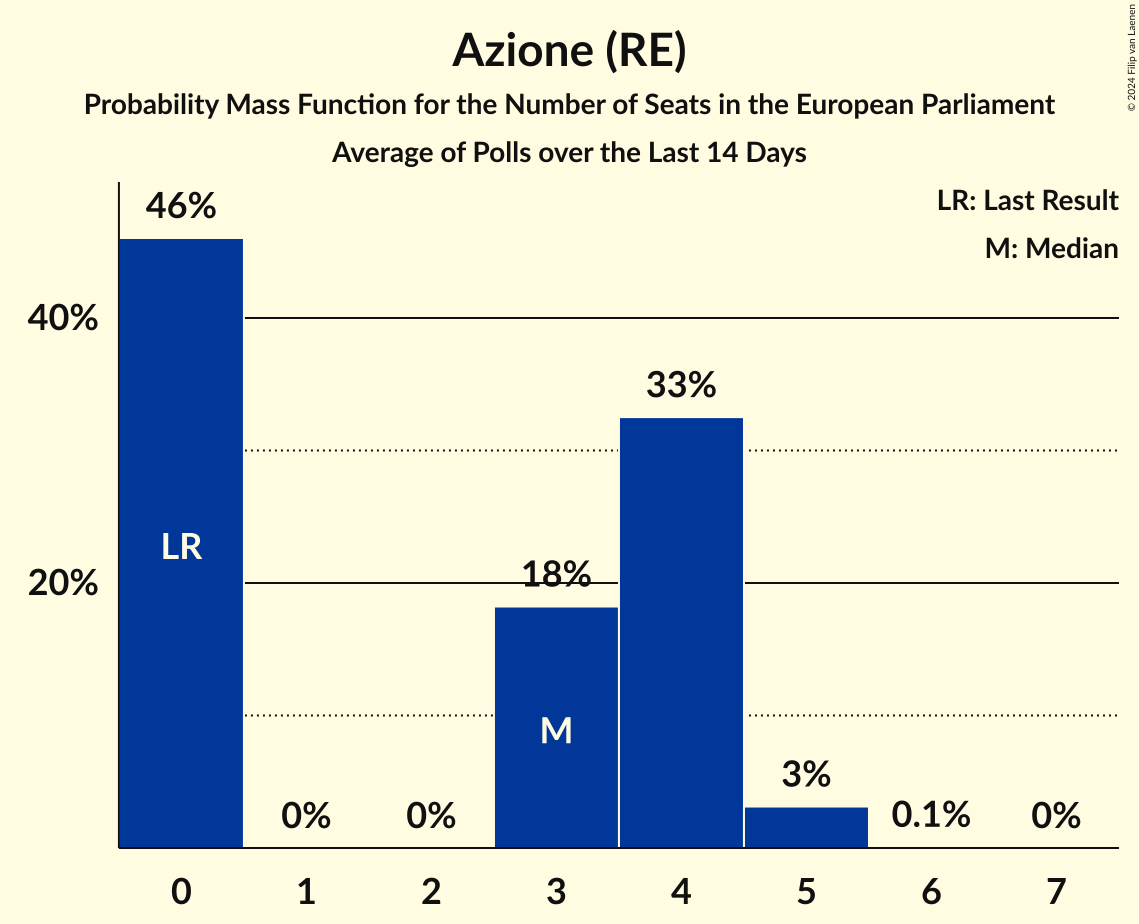 Azione (RE)
Probability Mass Function for the Number of Seats in the European Parliament
Average of Polls over the Last 14 Days
© 2024 Filip van Laenen
LR: Last Result
M: Median
46%
40%
33%
LR
20%
18%
M
3%
0%
0%
0.1%
0%
0 1 2 3 4 5 6 7